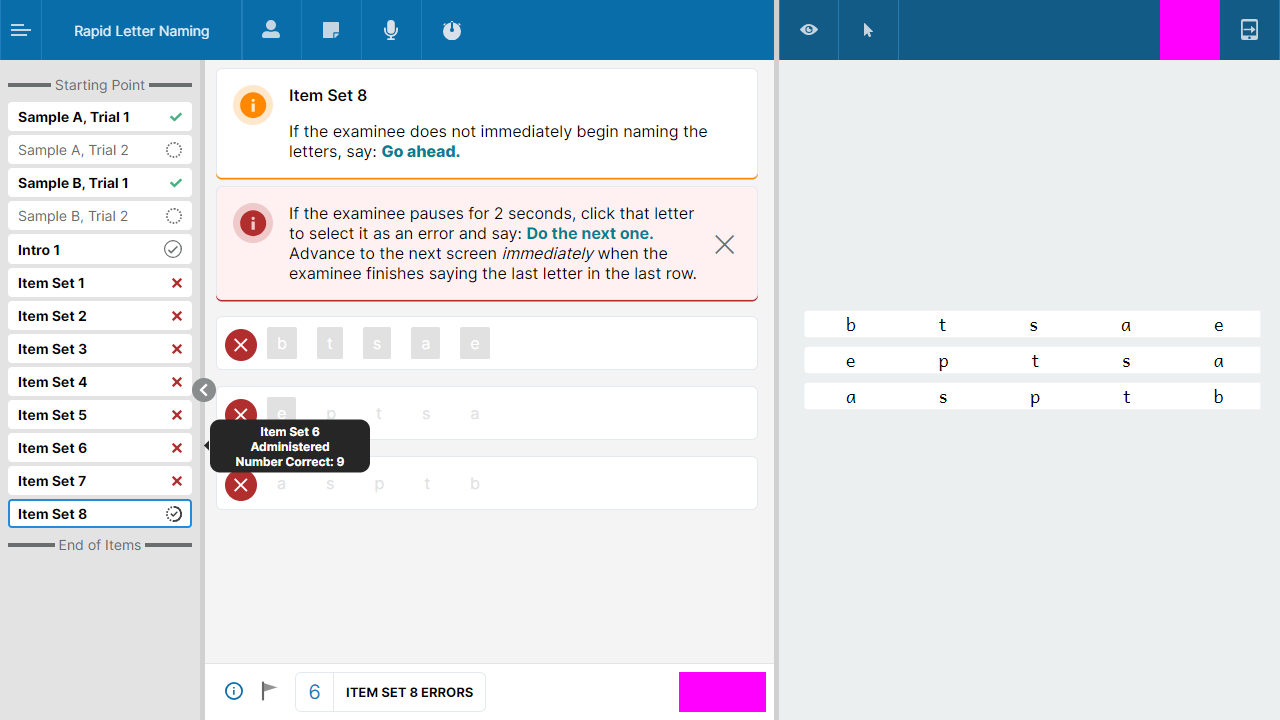 Rapid Letter Naming
Starting Point
Sample A, Trial 1
Sample A, Trial 2
Sample B, Trial 1
Sample B, Trial 2
Intro 1
Item Set 1
Item Set 2
Item Set 3
Item Set 4
Item Set 5
Item Set 6
Item Set 7
Item Set 8
End of Items
Item Set 8
If the examinee does not immediately begin naming the
letters, say: Go ahead.
If the examinee pauses for 2 seconds, click that letter
to select it as an error and say: Do the next one.
Advance to the next screen immediately when the
examinee finishes saying the last letter in the last row.
b t s a e
e p t s a
Item Set 6
Administered
Number Correct: 9
a s p t b
6 ITEM SET 8 ERRORS
b t s a e
e p t s a
a s p t b